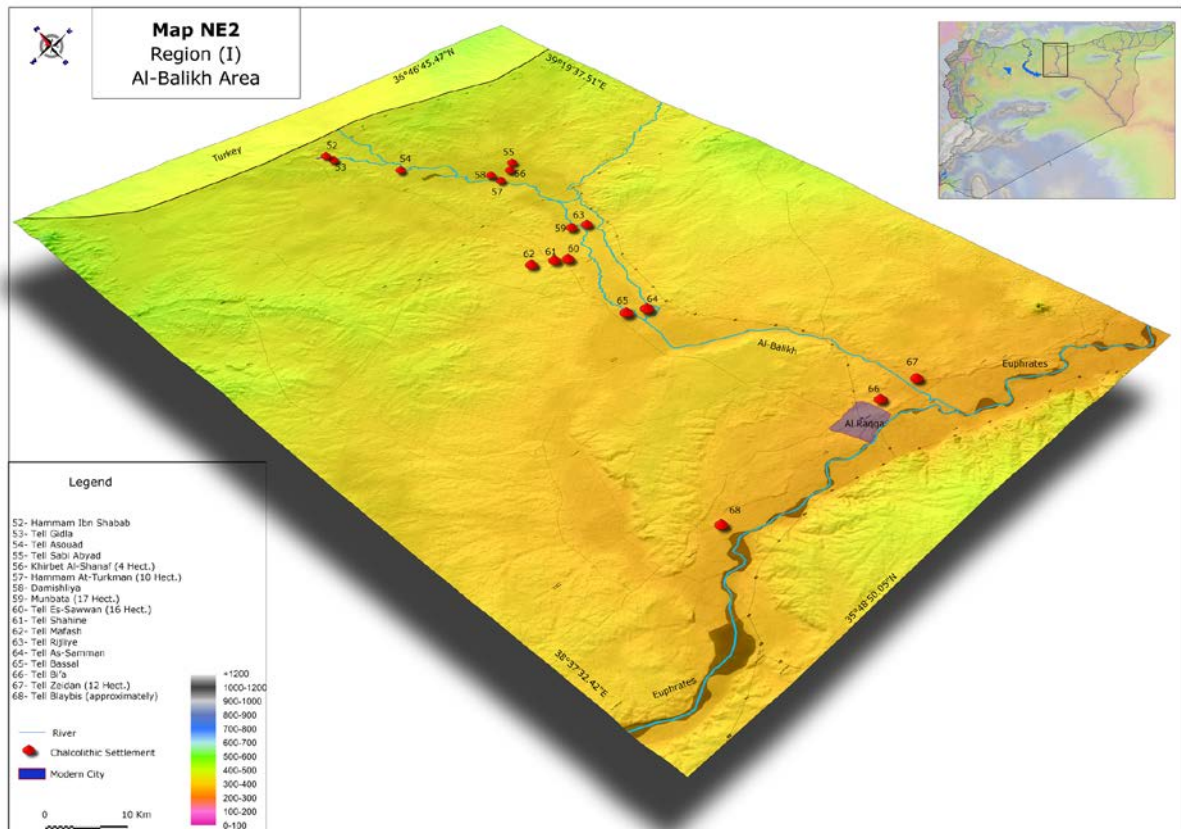 Map NE2
Region (I)
Al-Balikh Area
36°46'45.47"N
39°19'37.51"E
Turkey
52
53
54
55
56
58
57
59
63
62
61
60
65
64
Al-Balikh
67
66
Euphrates
Al Raqqa
68
35°48'50.05"N
38°37'32.42"E
Euphrates
Legend
52- Hammam Ibn Shabab
53- Tell Gidla
54- Tell Asouad
55- Tell Sabi Abyad
56- Khirbet Al-Shanaf (4 Hect.)
57- Hammam At-Turkman (10 Hect.)
58- Damishliya
59- Munbata (17 Hect.)
60- Tell Es-Sawwan (16 Hect.)
61- Tell Shahine
62- Tell Mafash
63- Tell Rijliye
64- Tell As-Samman
65- Tell Bassal
66- Tell Bi'a
67- Tell Zeidan (12 Hect.)
68- Tell Blaybis (approximately)
River
Chalcolithic Settlement
Modern City
0 10 Km
+1200
1000-1200
900-1000
800-900
700-800
600-700
500-600
400-500
300-400
200-300
100-200
0-100